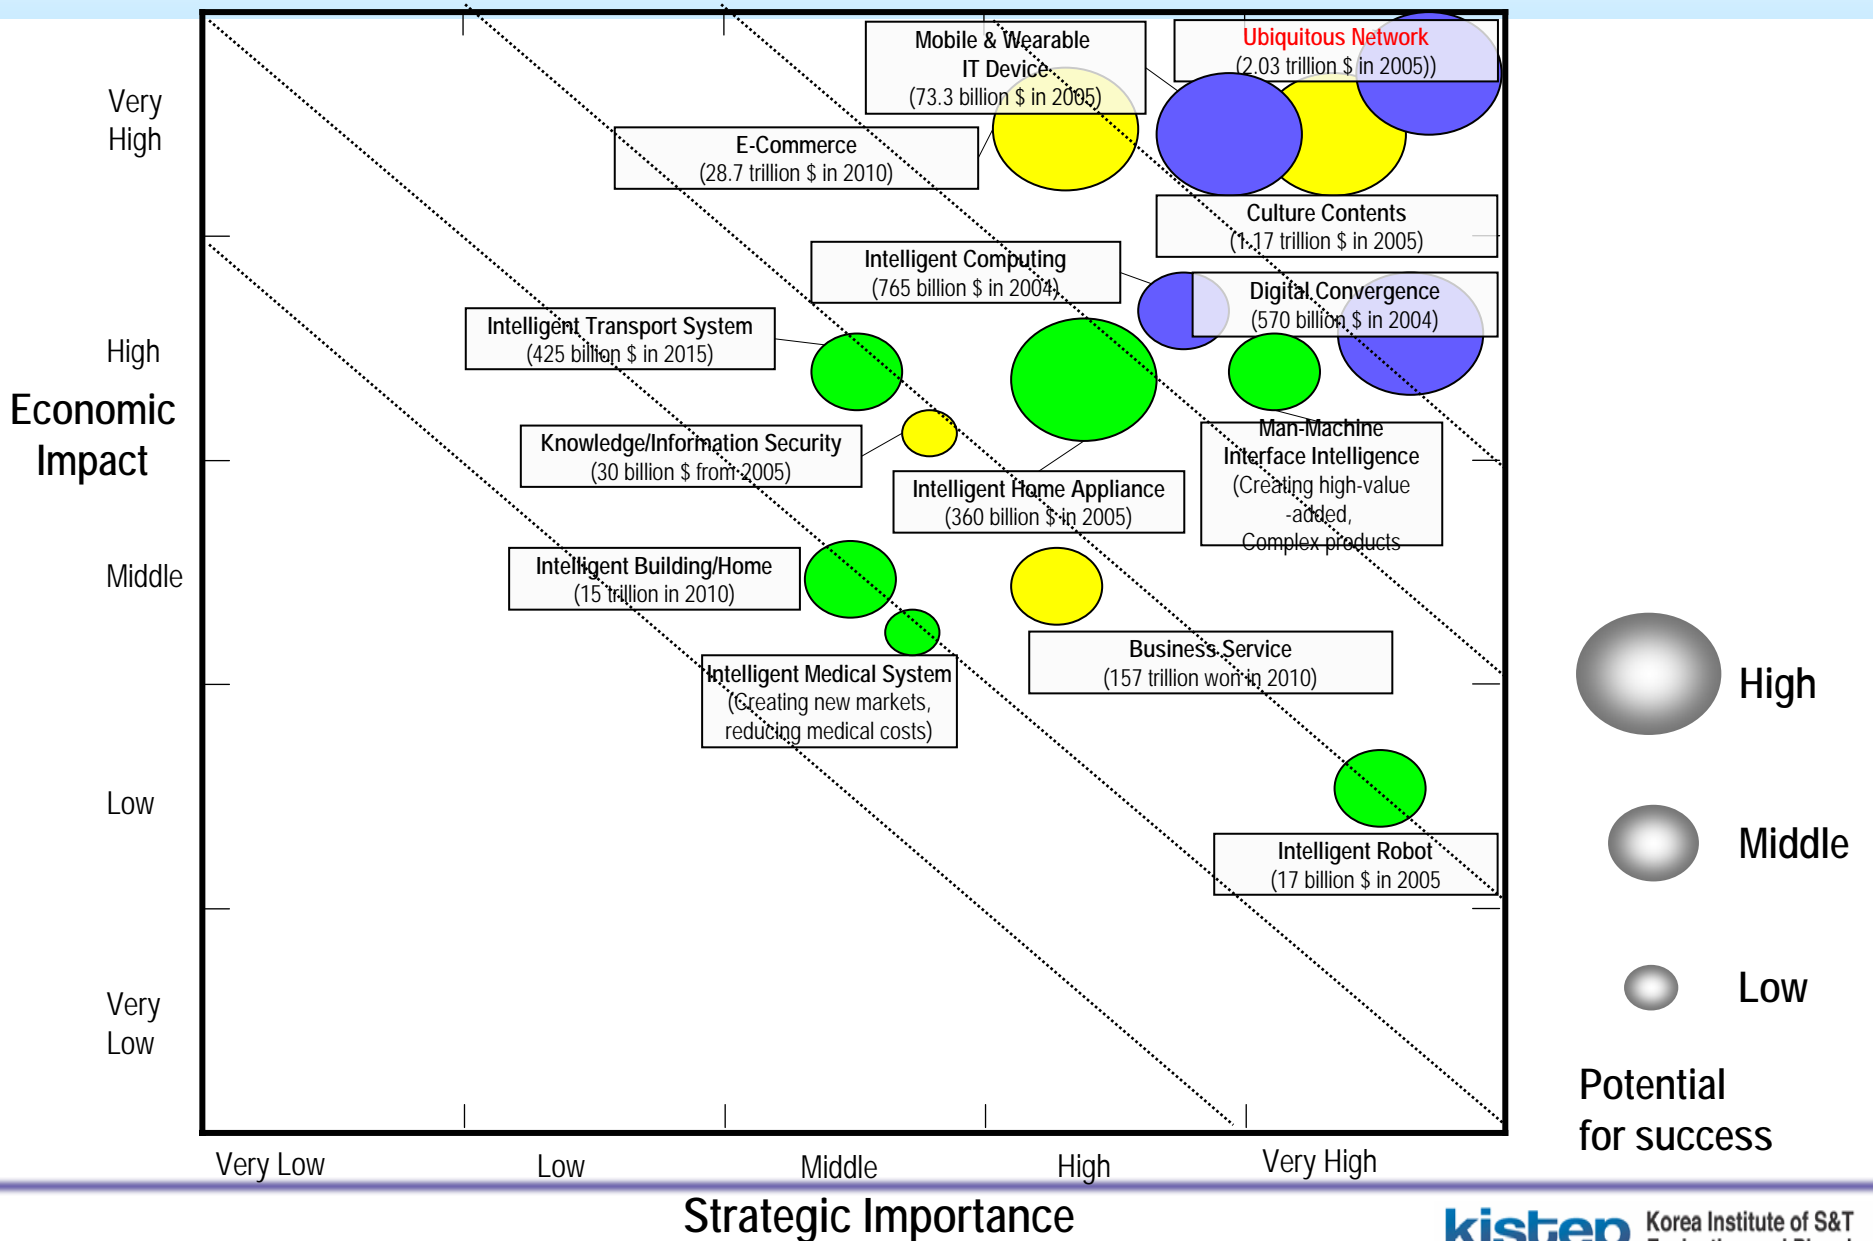 Mobile & Wearable
IT Device
(73.3 billion $ in 2005)
Ubiquitous Network
(2.03 trillion $ in 2005))
Very
High
E-Commerce
(28.7 trillion $ in 2010)
Culture Contents
(1.17 trillion $ in 2005)
Intelligent Computing
(765 billion $ in 2004)
Digital Convergence
(570 billion $ in 2004)
Intelligent Transport System
(425 billion $ in 2015)
High
Economic
Impact
Knowledge/Information Security
(30 billion $ from 2005)
Man-Machine
Interface Intelligence
(Creating high-value
-added,
Complex products
Intelligent Home Appliance
(360 billion $ in 2005)
Middle
Intelligent Building/Home
(15 trillion in 2010)
Business Service
(157 trillion won in 2010)
Intelligent Medical System
(Creating new markets,
reducing medical costs)
Low
Intelligent Robot
(17 billion $ in 2005
Very
Low
High
Middle
Low
Potential
for success
Very Low
Low
Middle
High
Very High
Strategic Importance
kistep
Korea Institute of S&T